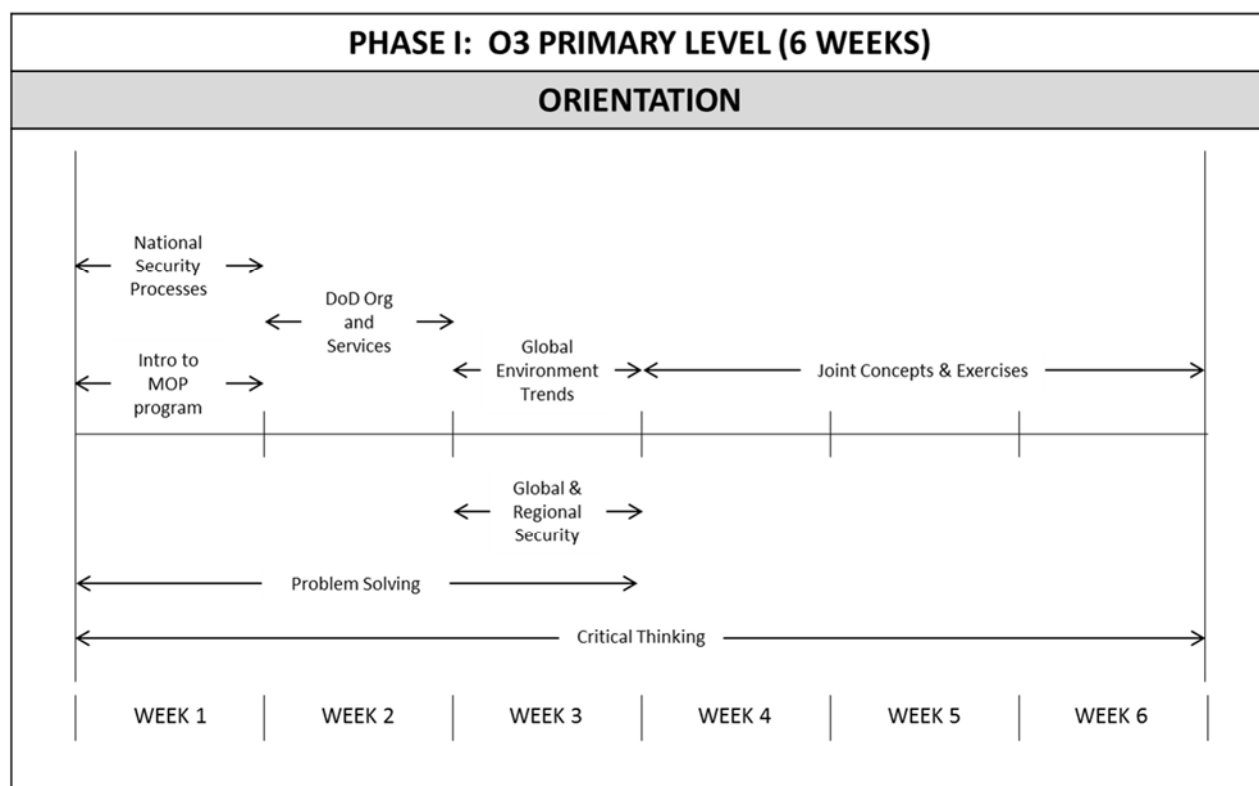 PHASE I: O3 PRIMARY LEVEL (6 WEEKS)
ORIENTATION
National
Security
Processes
DoD Org
and
Services
Intro to
MOP
program
Global
Environment
Trends
Joint Concepts & Exercises
Global &
Regional
Security
Problem Solving
Critical Thinking
WEEK 1
WEEK 2
WEEK 3
WEEK 4
WEEK 5
WEEK 6